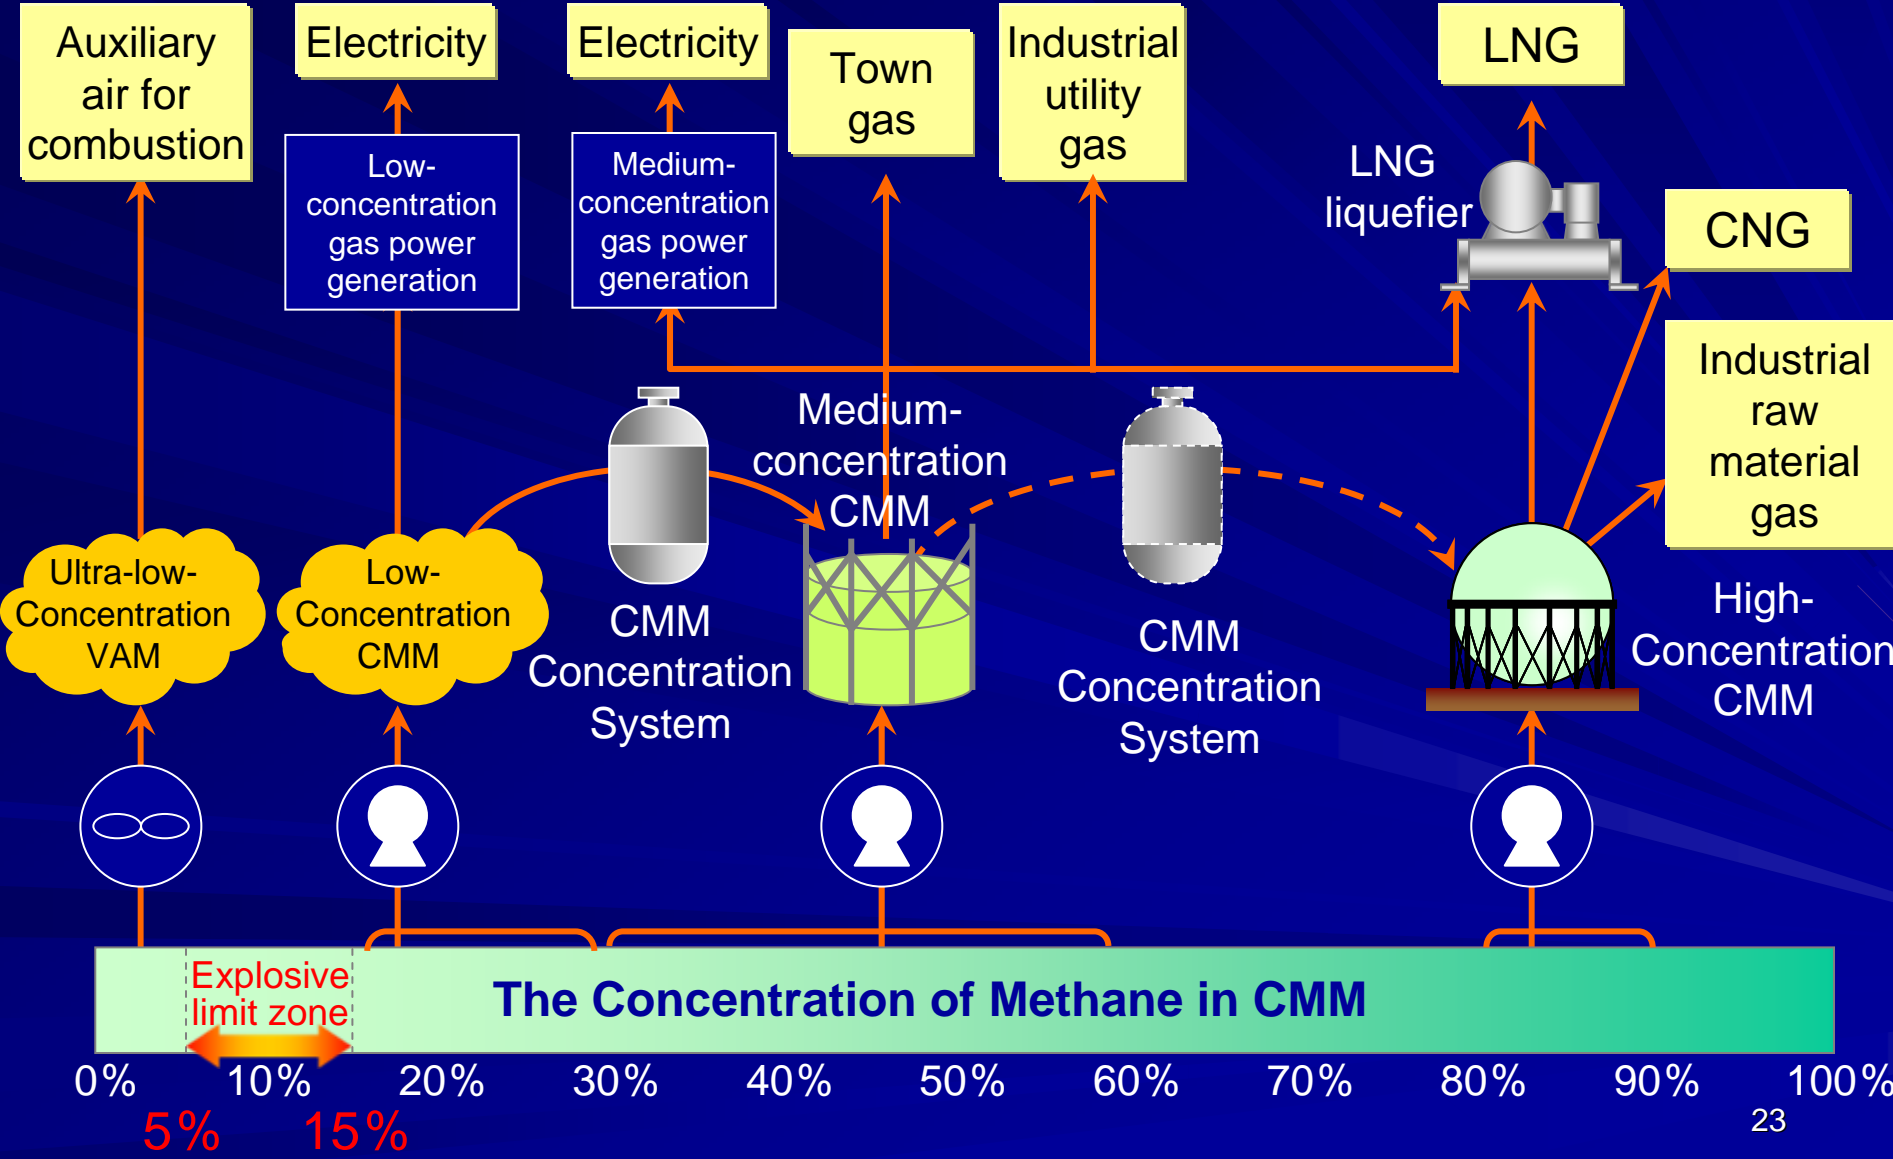 Auxiliary
air for
combustion
Electricity
Electricity
Town
gas
Industrial
utility
gas
LNG
Low-
concentration
gas power
generation
Medium-
concentration
gas power
generation
LNG
liquefier
CNG
Industrial
raw
material
gas
Medium-
concentration
CMM
Ultra-low-
Concentration
VAM
Low-
Concentration
CMM
CMM
Concentration
System
CMM
Concentration
System
High-
Concentration
CMM
Explosive
limit zone
The Concentration of Methane in CMM
0% 10% 20% 30% 40% 50% 60% 70% 80% 90% 100%
5% 15%
23